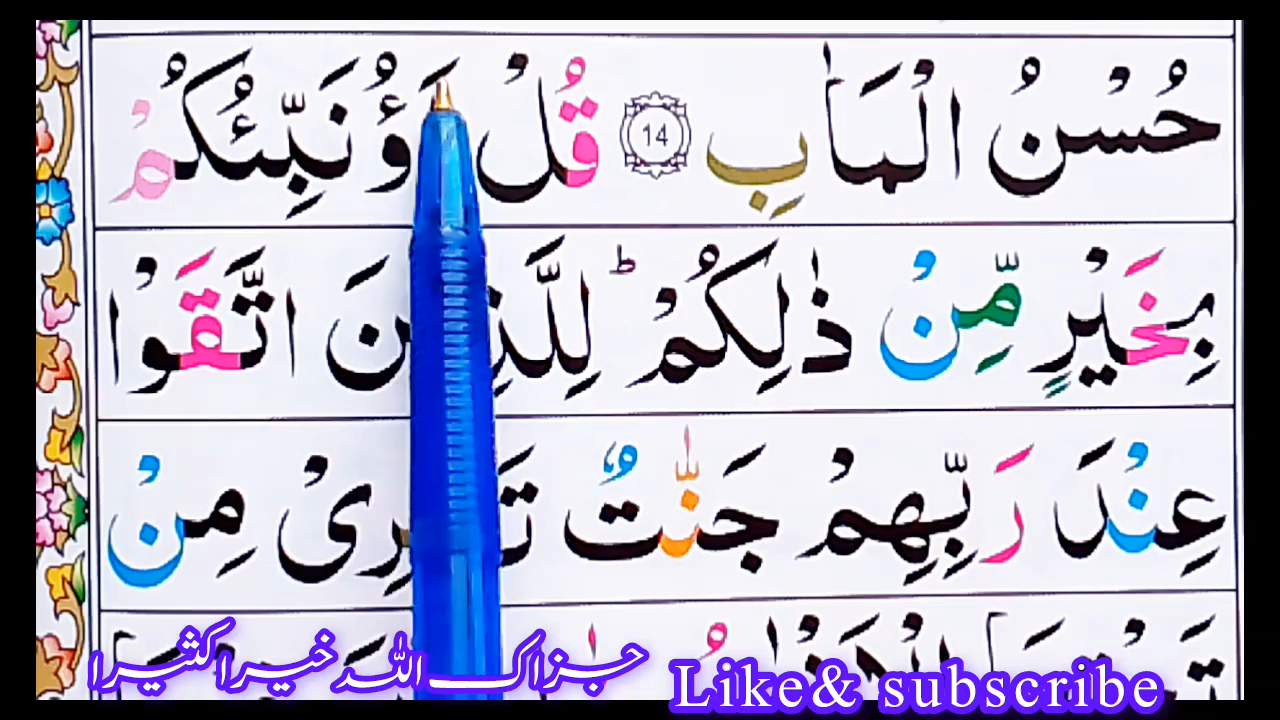 حُسْنُ الْمَاٰبِ 14 قُلْ اَؤُنَبِّئُكُمْ
بِخَيْرٍ مِّنْ ذٰلِكُمْ ؕ لِلَّذِيْنَ اتَّقَوْا
عِنْدَ رَبِّهِمْ جَنّٰتٌ تَجْرِىْ مِنْ
جزاک اللہ خیرا کثیرا
Like& subscribe